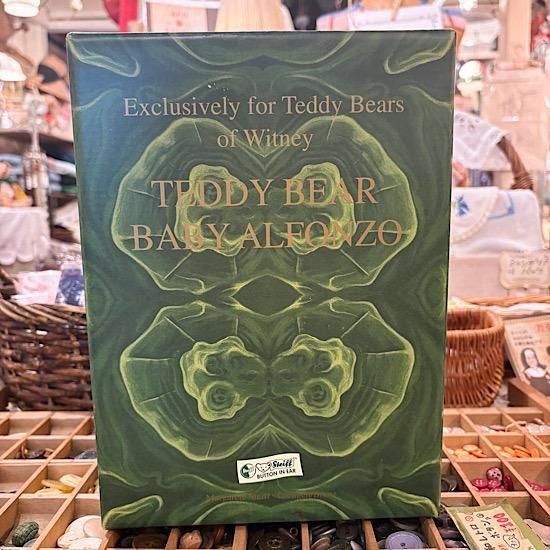 Exclusively for Teddy Bears
of Witney
TEDDY BEAR
BABY ALFONZO
Steiff
BUTTON IN EAR